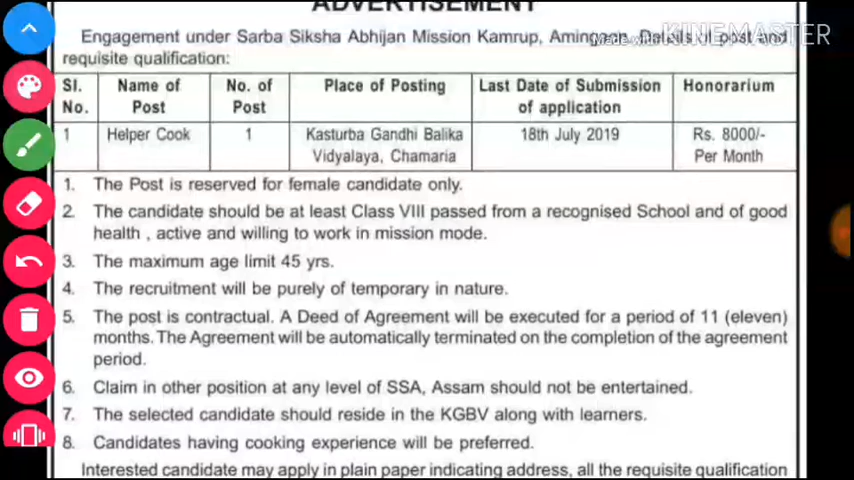 ADVERTISEMENT
Engagement under Sarba Siksha Abhijan Mission Kamrup, Amingaon. Details of post and
Made with KINEMASTER
requisite qualification:
Sl. No. Name of Post No. of Post Place of Posting Last Date of Submission of application Honorarium
1 Helper Cook 1 Kasturba Gandhi Balika Vidyalaya, Chamaria 18th July 2019 Rs. 8000/- Per Month
1. The Post is reserved for female candidate only.
2. The candidate should be at least Class VIII passed from a recognised School and of good
health , active and willing to work in mission mode.
3. The maximum age limit 45 yrs.
4. The recruitment will be purely of temporary in nature.
5. The post is contractual. A Deed of Agreement will be executed for a period of 11 (eleven)
months. The Agreement will be automatically terminated on the completion of the agreement
period.
6. Claim in other position at any level of SSA, Assam should not be entertained.
7. The selected candidate should reside in the KGBV along with learners.
8. Candidates having cooking experience will be preferred.
Interested candidate may apply in plain paper indicating address, all the requisite qualification